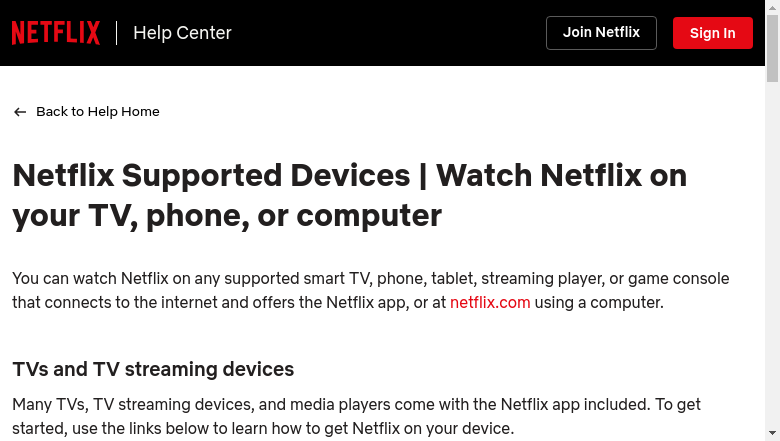 NETFLIX Help Center Join Netflix Sign In
Back to Help Home
Netflix Supported Devices | Watch Netflix on
your TV, phone, or computer
You can watch Netflix on any supported smart TV, phone, tablet, streaming player, or game console
that connects to the internet and offers the Netflix app, or at netflix.com using a computer.
TVs and TV streaming devices
Many TVs, TV streaming devices, and media players come with the Netflix app included. To get
started, use the links below to learn how to get Netflix on your device.